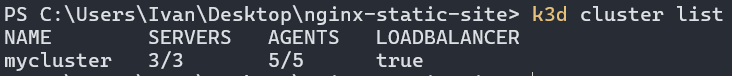 PS C:\Users\Ivan\Desktop\nginx-static-site> k3d cluster list
NAME SERVERS AGENTS LOADBALANCER
mycluster 3/3 5/5 true